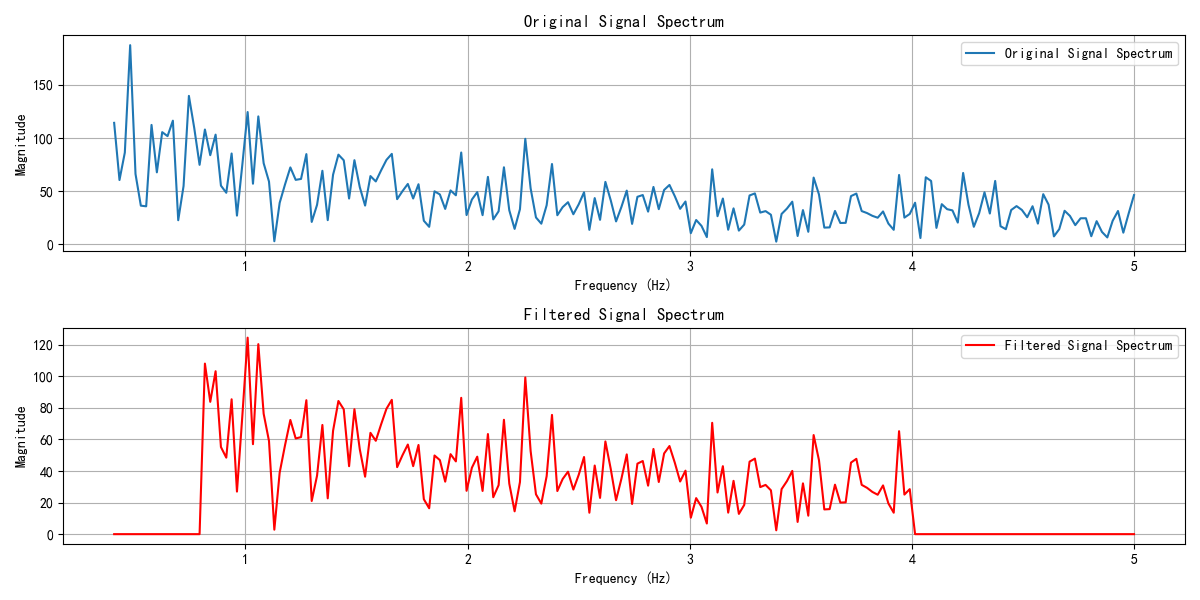 Original Signal Spectrum
Original Signal Spectrum
Magnitude
150
100
50
0
1 2 3 4 5
Frequency (Hz)
Filtered Signal Spectrum
Filtered Signal Spectrum
Magnitude
120
100
80
60
40
20
0
1 2 3 4 5
Frequency (Hz)